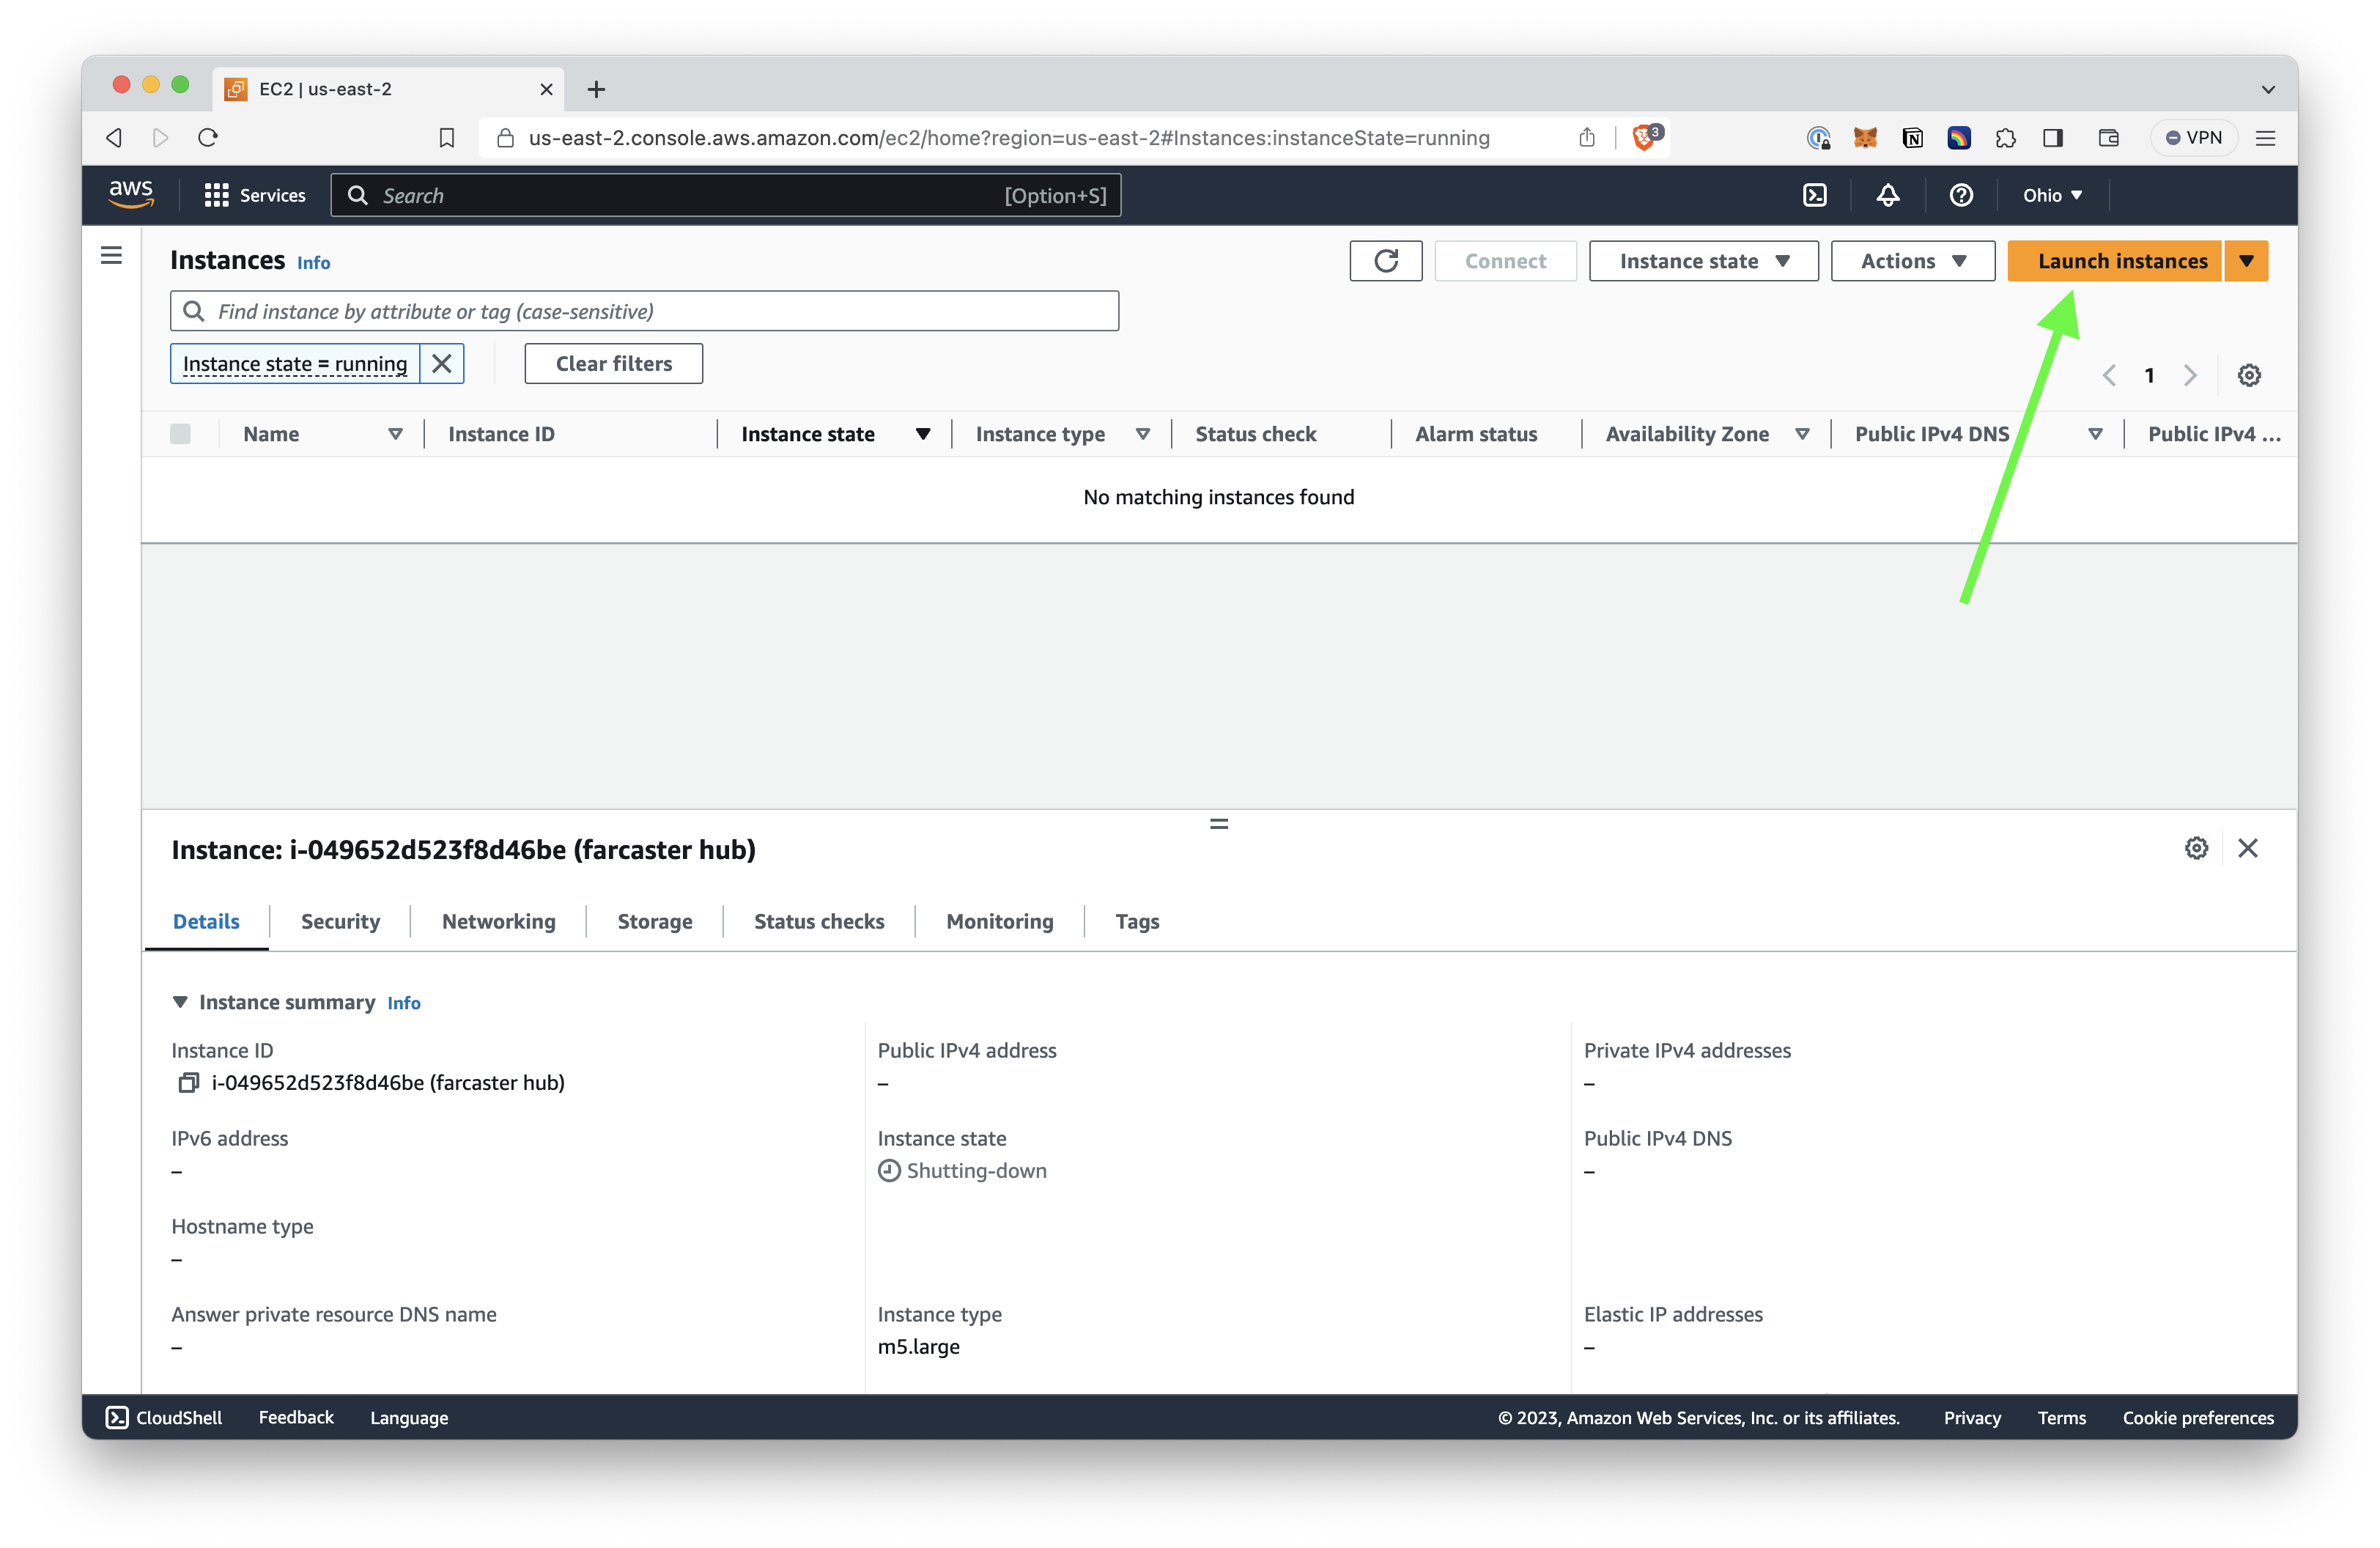 EC2 | us-east-2
us-east-2.console.aws.amazon.com/ec2/home?region=us-east-2#Instances:instanceState=running
3
VPN
aws
Services
Search
[Option+S]
Ohio
Instances Info
Connect
Instance state
Actions
Launch instances
Find instance by attribute or tag (case-sensitive)
Instance state = running
Clear filters
1
Name
Instance ID
Instance state
Instance type
Status check
Alarm status
Availability Zone
Public IPv4 DNS
Public IPv4 ...
No matching instances found
Instance: i-049652d523f8d46be (farcaster hub)
Details
Security
Networking
Storage
Status checks
Monitoring
Tags
Instance summary Info
Instance ID
i-049652d523f8d46be (farcaster hub)
Public IPv4 address
–
Private IPv4 addresses
–
IPv6 address
–
Instance state
Shutting-down
Public IPv4 DNS
–
Hostname type
–
Answer private resource DNS name
–
Instance type
m5.large
Elastic IP addresses
–
CloudShell
Feedback
Language
© 2023, Amazon Web Services, Inc. or its affiliates.
Privacy
Terms
Cookie preferences